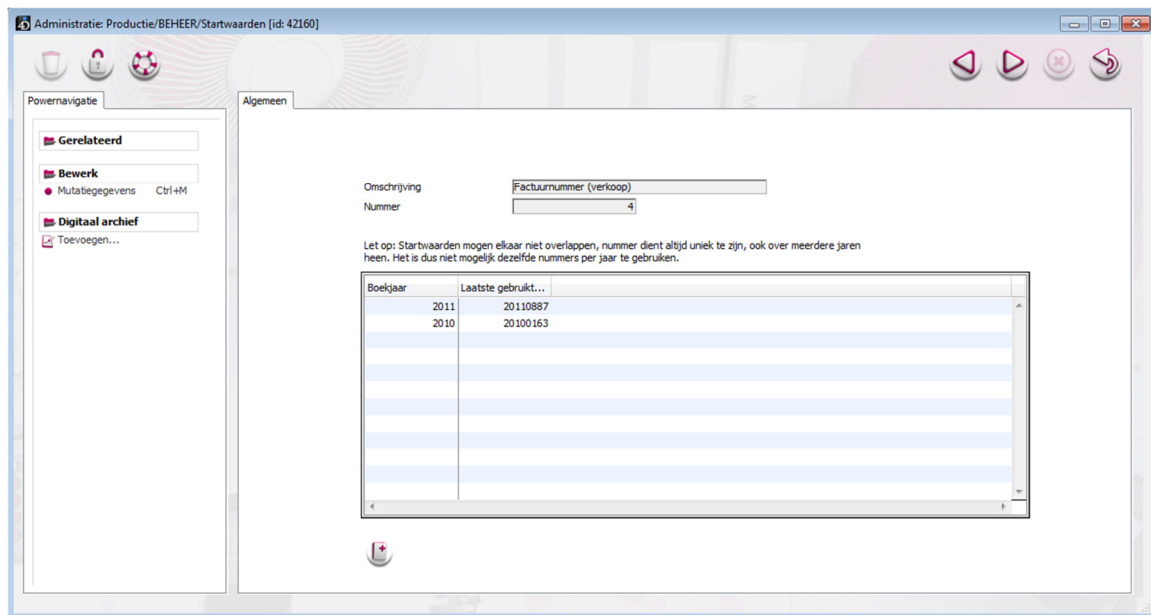 Administratie: Productie/BEHEER/Startwaarden [id: 42160]
Powernavigatie
Algemeen
Gerelateerd
Bewerk
Mutatiegegevens Ctrl+M
Digitaal archief
Toevoegen...
Omschrijving Factuurnummer (verkoop)
Nummer 4
Let op: Startwaarden mogen elkaar niet overlappen, nummer dient altijd uniek te zijn, ook over meerdere jaren
heen. Het is dus niet mogelijk dezelfde nummers per jaar te gebruiken.
Boekjaar Laatste gebruikt...
2011 20110887
2010 20100163